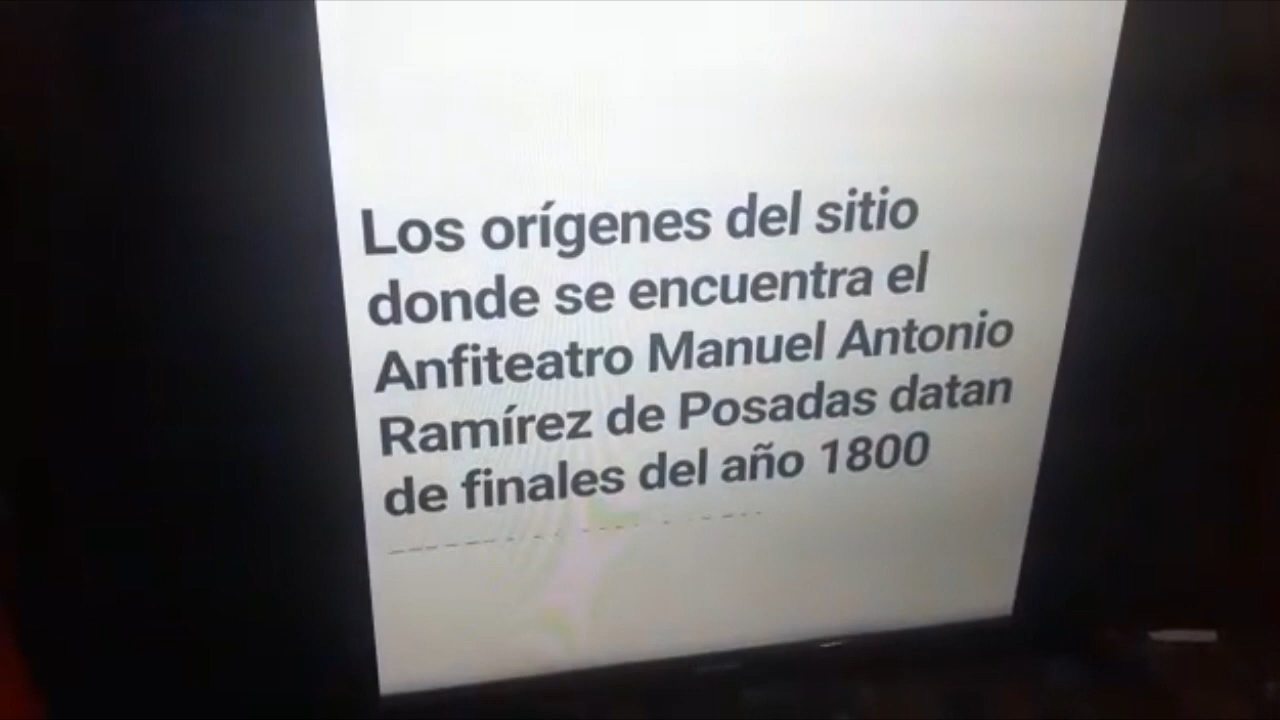 Los orígenes del sitio
donde se encuentra el
Anfiteatro Manuel Antonio
Ramírez de Posadas datan
de finales del año 1800